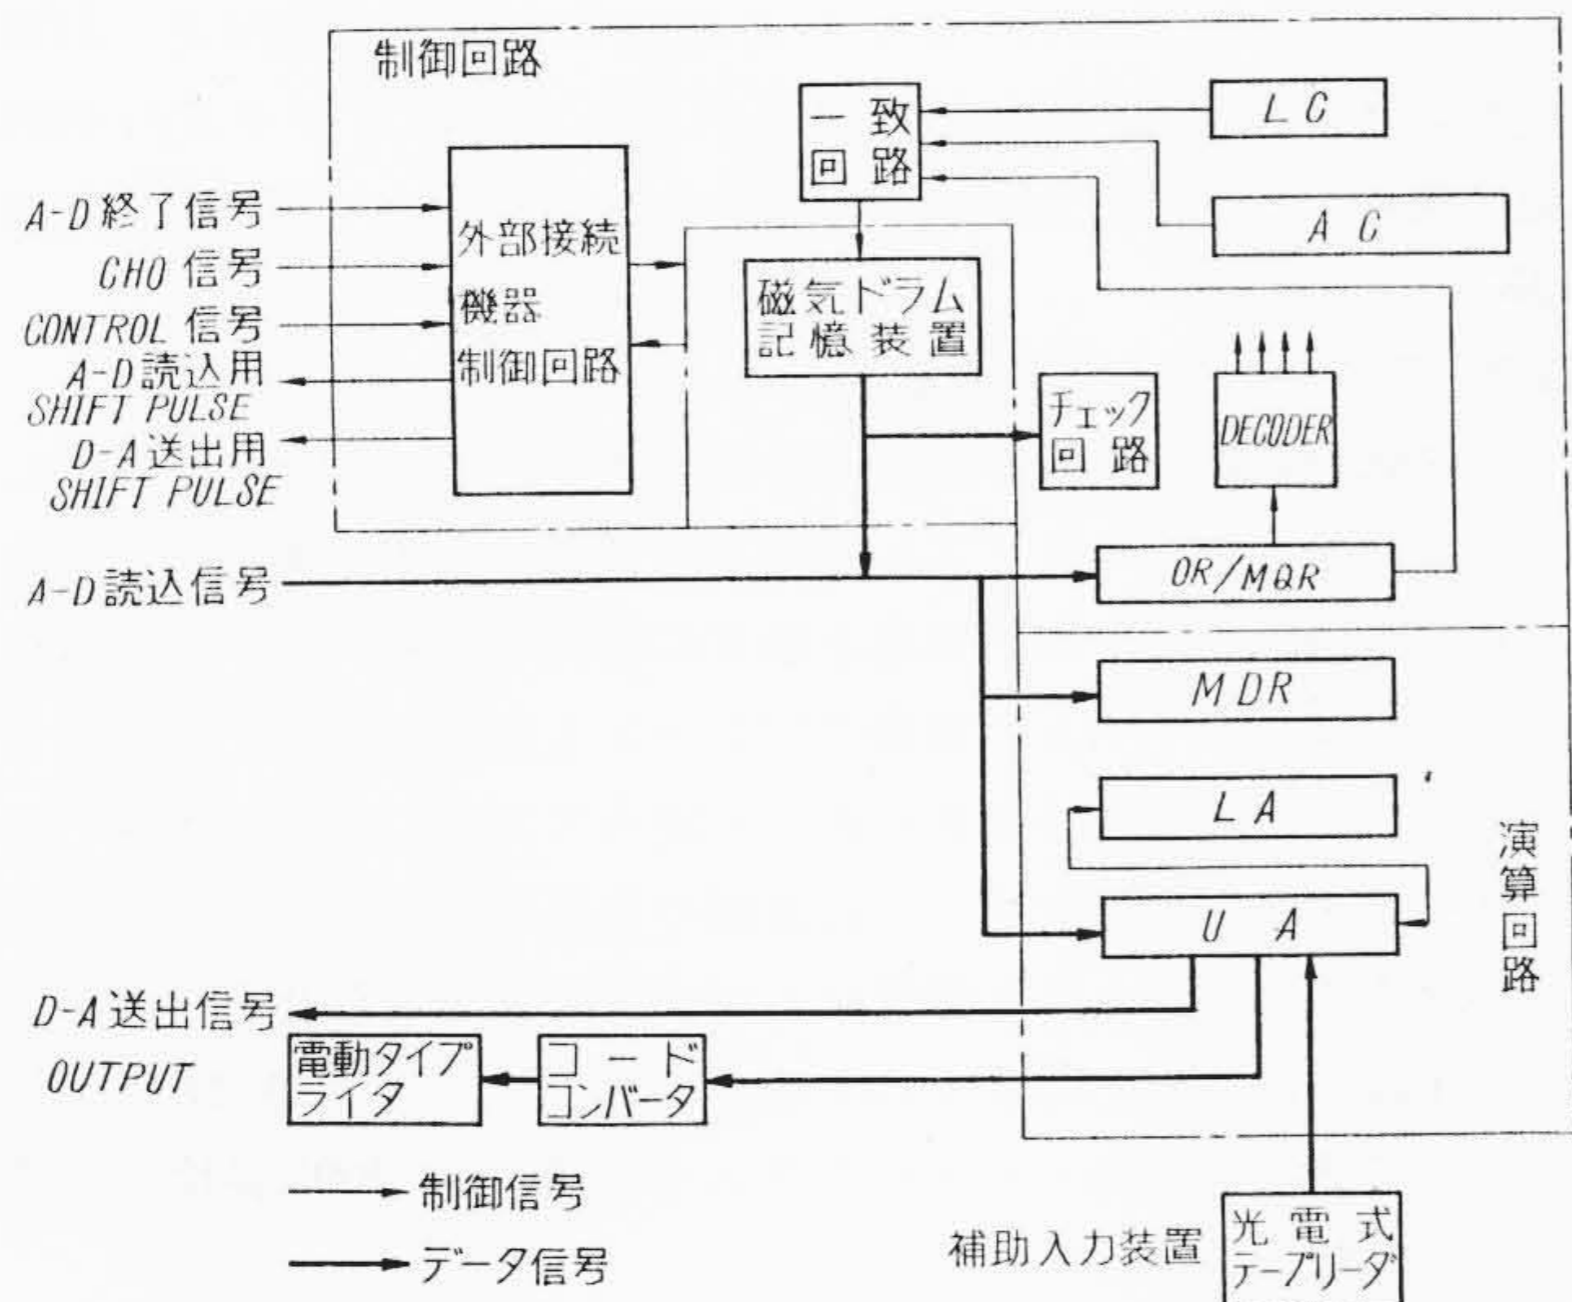 制御回路
一致
回路
LC
AC
A-D終了信号
CHO 信号
CONTROL 信号
A-D読込用
SHIFT PULSE
D-A送出用
SHIFT PULSE
外部接続
機器
制御回路
磁気ドラム
記憶装置
チェック
回路
DECODER
A-D読込信号
OR/MQR
MDR
LA
UA
演算回路
D-A送出信号
OUTPUT
電動タイプ
ライタ
コード
コンバータ
制御信号
データ信号
補助入力装置
光電式
テープリーダ